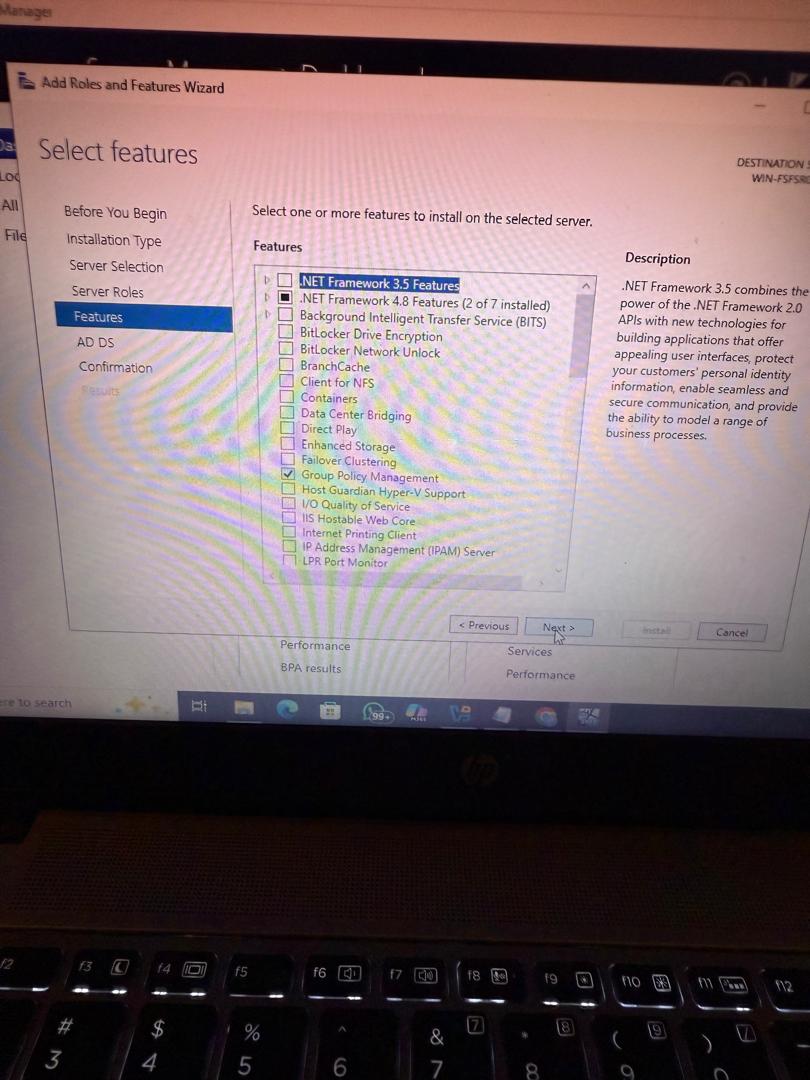 Manager
Add Roles and Features Wizard
Select features
DESTINATION
WIN-FSFSR
All
File
Before You Begin
Installation Type
Server Selection
Server Roles
Features
AD DS
Confirmation
Results
Select one or more features to install on the selected server.
Features
.NET Framework 3.5 Features
.NET Framework 4.8 Features (2 of 7 installed)
Background Intelligent Transfer Service (BITS)
BitLocker Drive Encryption
BitLocker Network Unlock
BranchCache
Client for NFS
Containers
Data Center Bridging
Direct Play
Enhanced Storage
Failover Clustering
Group Policy Management
Host Guardian Hyper-V Support
I/O Quality of Service
IIS Hostable Web Core
Internet Printing Client
IP Address Management (IPAM) Server
LPR Port Monitor
Description
.NET Framework 3.5 combines the
power of the .NET Framework 2.0
APIs with new technologies for
building applications that offer
appealing user interfaces, protect
your customers' personal identity
information, enable seamless and
secure communication, and provide
the ability to model a range of
business processes.
< Previous
Next >
Install
Cancel
Performance
BPA results
Services
Performance
ere to search
99+
hp
f2 f3 f4 f5 f6 f7 f8 f9 f10 f11 f12
# $ % ^ & 7 * 8 ( 9 ) /
3 4 5 6 7 8 9 0